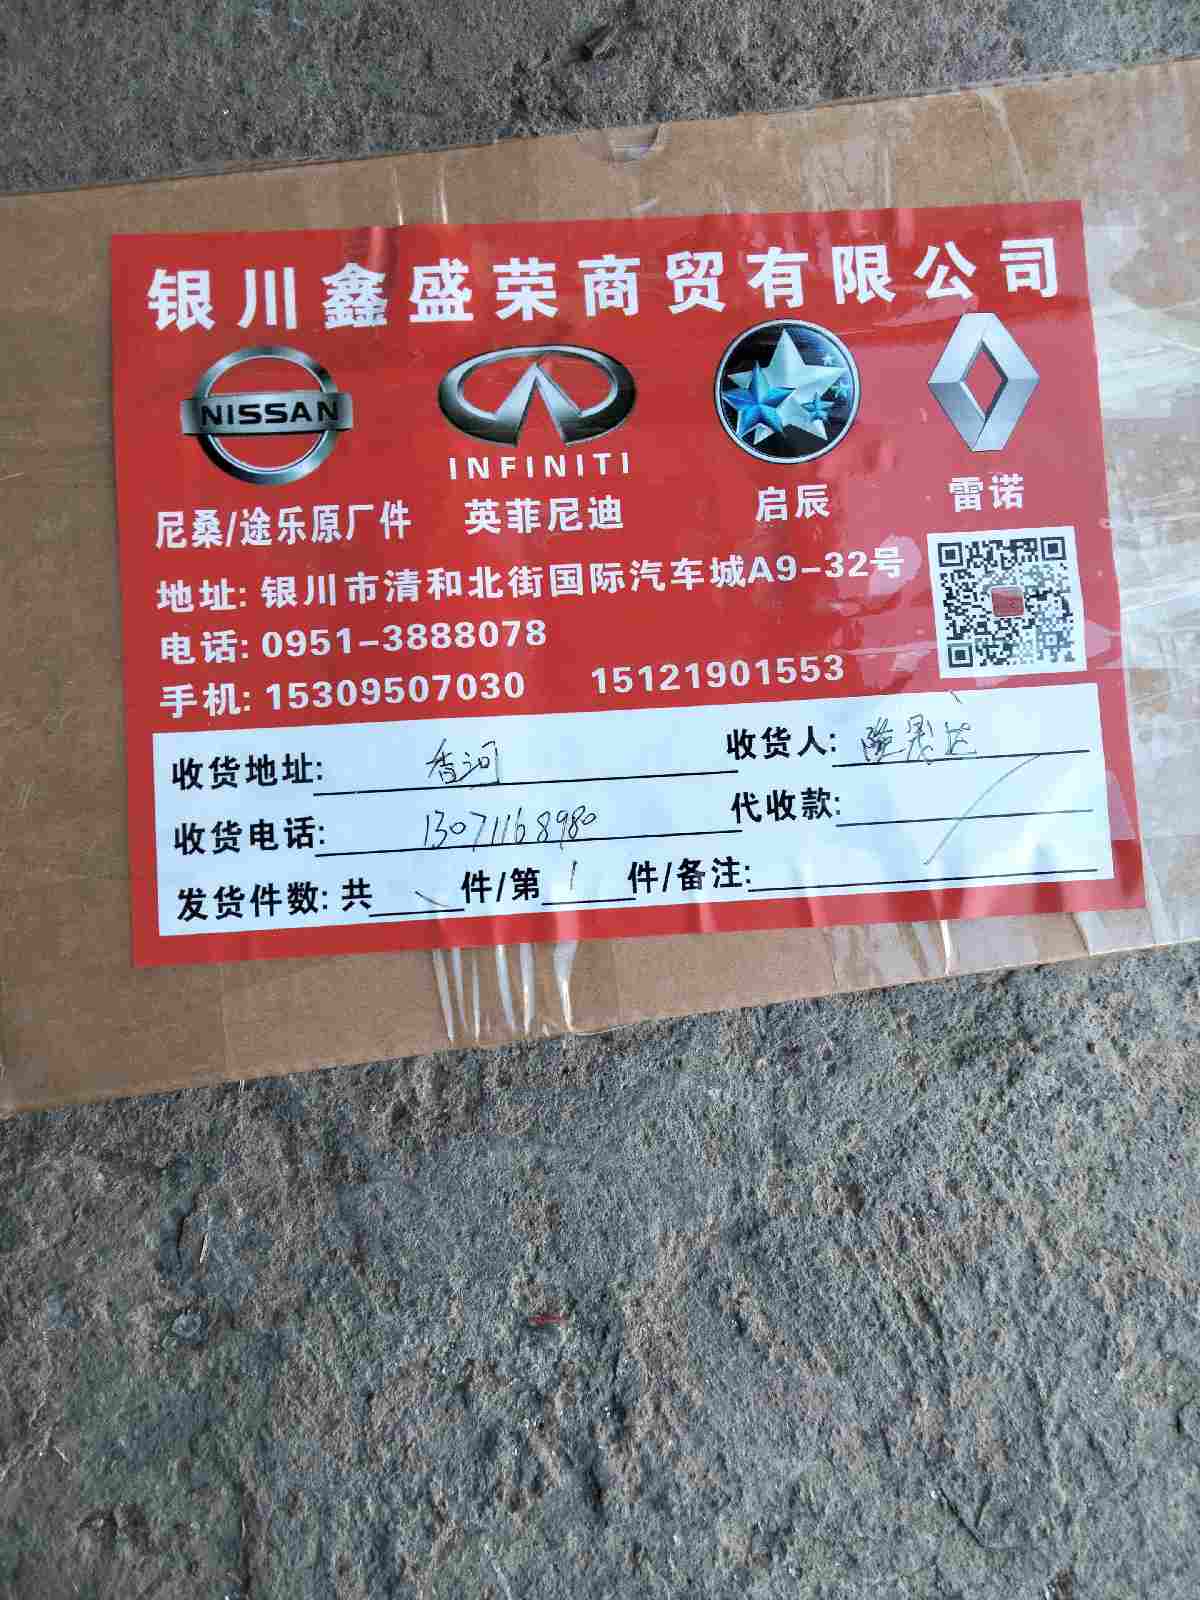 银川鑫盛荣商贸有限公司
NISSAN
INFINITI
尼桑/途乐原厂件 英菲尼迪 启辰 雷诺
地址: 银川市清和北街国际汽车城A9-32号
电话: 0951-3888078
手机: 15309507030 15121901553
收货地址: 香河 收货人:
收货电话: 13071168980 代收款:
发货件数: 共 件/第 1 件/备注: